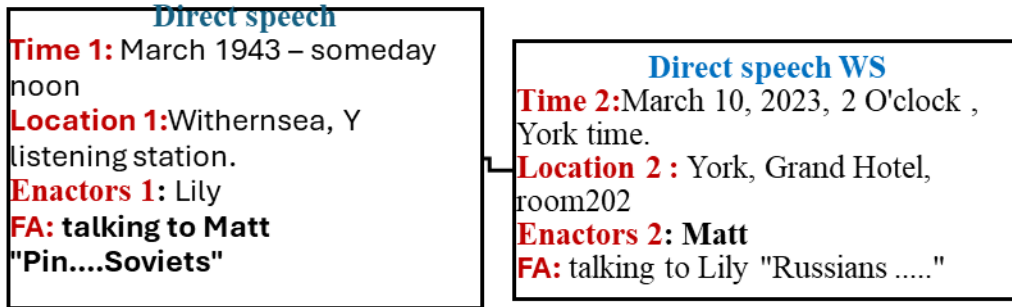 Direct speech
Time 1: March 1943 – someday
noon
Location 1:Withernsea, Y
listening station.
Enactors 1: Lily
FA: talking to Matt
"Pin....Soviets"
Direct speech WS
Time 2:March 10, 2023, 2 O'clock ,
York time.
Location 2 : York, Grand Hotel,
room202
Enactors 2: Matt
FA: talking to Lily "Russians ....."